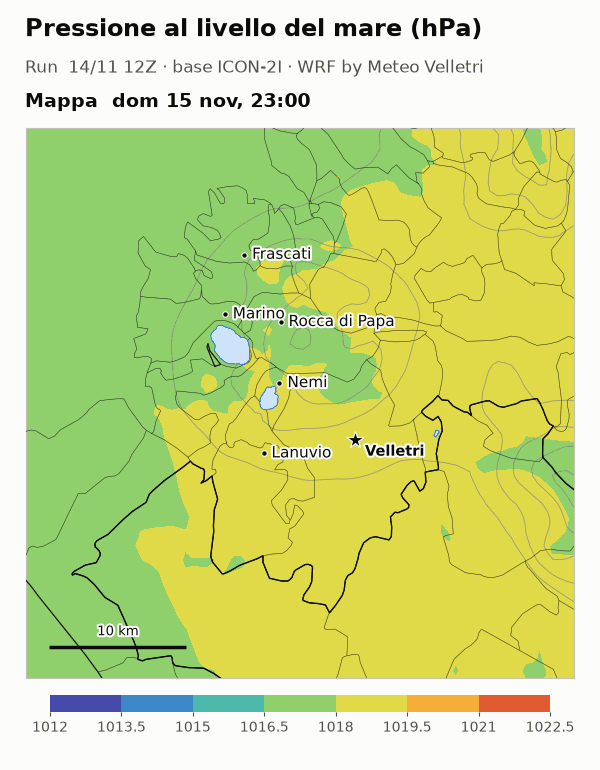 Pressione al livello del mare (hPa)
Run  14/11 12Z · base ICON-2I · WRF by Meteo Velletri
Mappa  dom 15 nov, 23:00
Frascati
Marino
Rocca di Papa
Nemi
Velletri
Lanuvio
10 km
1012 1013.5 1015 1016.5 1018 1019.5 1021 1022.5